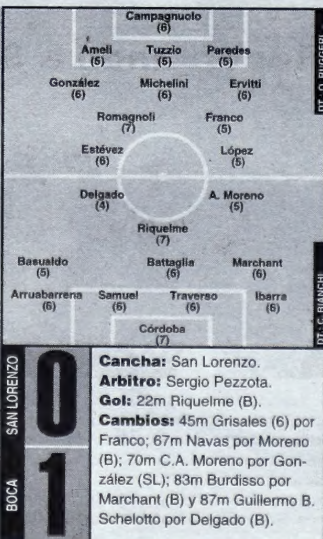 Campagnuolo
(6)
Ameli Tuzzio Paredes
(5) (5) (5)
González Michelini Ervitti
(6) (6) (6)
Romagnoli Franco
(7) (5)
Estévez López
(6) (5)
Delgado A. Moreno
(4) (5)
Riquelme
(7)
Basualdo Battaglia Marchant
(5) (6) (6)
Arruabarrena Samuel Traverso Ibarra
(6) (6) (6) (6)
Córdoba
(7)
DT: O. RUGGERI
DT: C. BIANCHI
SAN LORENZO 0
BOCA 1
Cancha: San Lorenzo.
Arbitro: Sergio Pezzota.
Gol: 22m Riquelme (B).
Cambios: 45m Grisales (6) por
Franco; 67m Navas por Moreno
(B); 70m C.A. Moreno por Gon-
zález (SL); 83m Burdisso por
Marchant (B) y 87m Guillermo B.
Schelotto por Delgado (B).